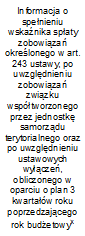 Informacja o
spełnieniu
wskaźnika spłaty
zobowiązań
określonego w art.
243 ustawy, po
uwzględnieniu
zobowiązań
związku
współtworzonego
przez jednostkę
samorządu
terytorialnego oraz
po uwzględnieniu
ustawowych
wyłączeń,
obliczonego w
oparciu o plan 3
kwartałów roku
poprzedzającego
rok budżetowyˣ